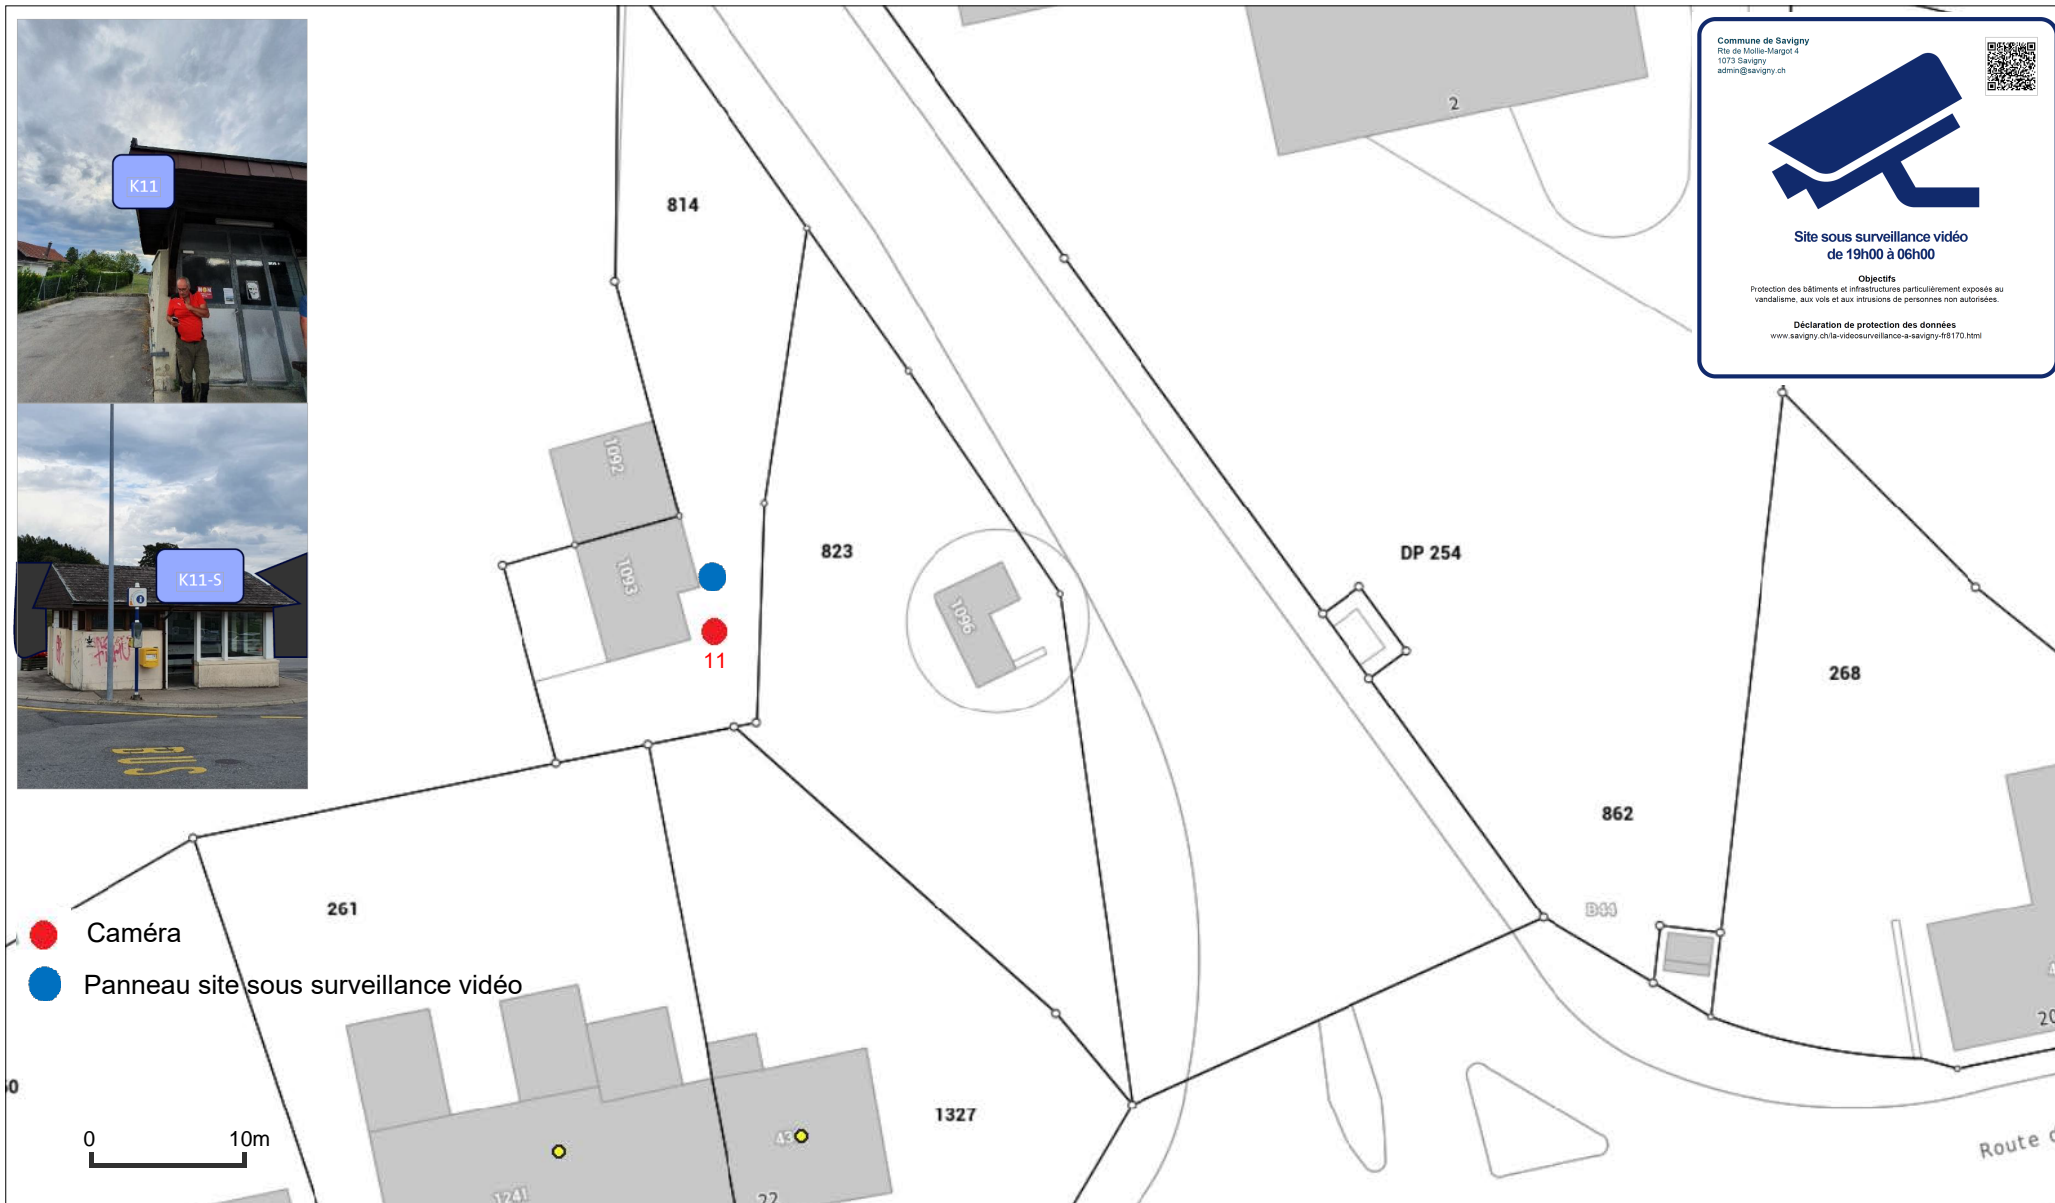 K11
K11-S
BUS
Commune de Savigny
Rte de Mollie-Margot 4
1073 Savigny
admin@savigny.ch
Site sous surveillance vidéo
de 19h00 à 06h00
Objectifs
Protection des bâtiments et infrastructures particulièrement exposés au
vandalisme, aux vols et aux intrusions de personnes non autorisées.
Déclaration de protection des données
www.savigny.ch/la-videosurveillance-a-savigny-fr8170.html
2
814
1092
823
DP 254
1093
1096
11
268
862
261
B44
Caméra
Panneau site sous surveillance vidéo
20
1327
43
0 10m
Route d
1241
22